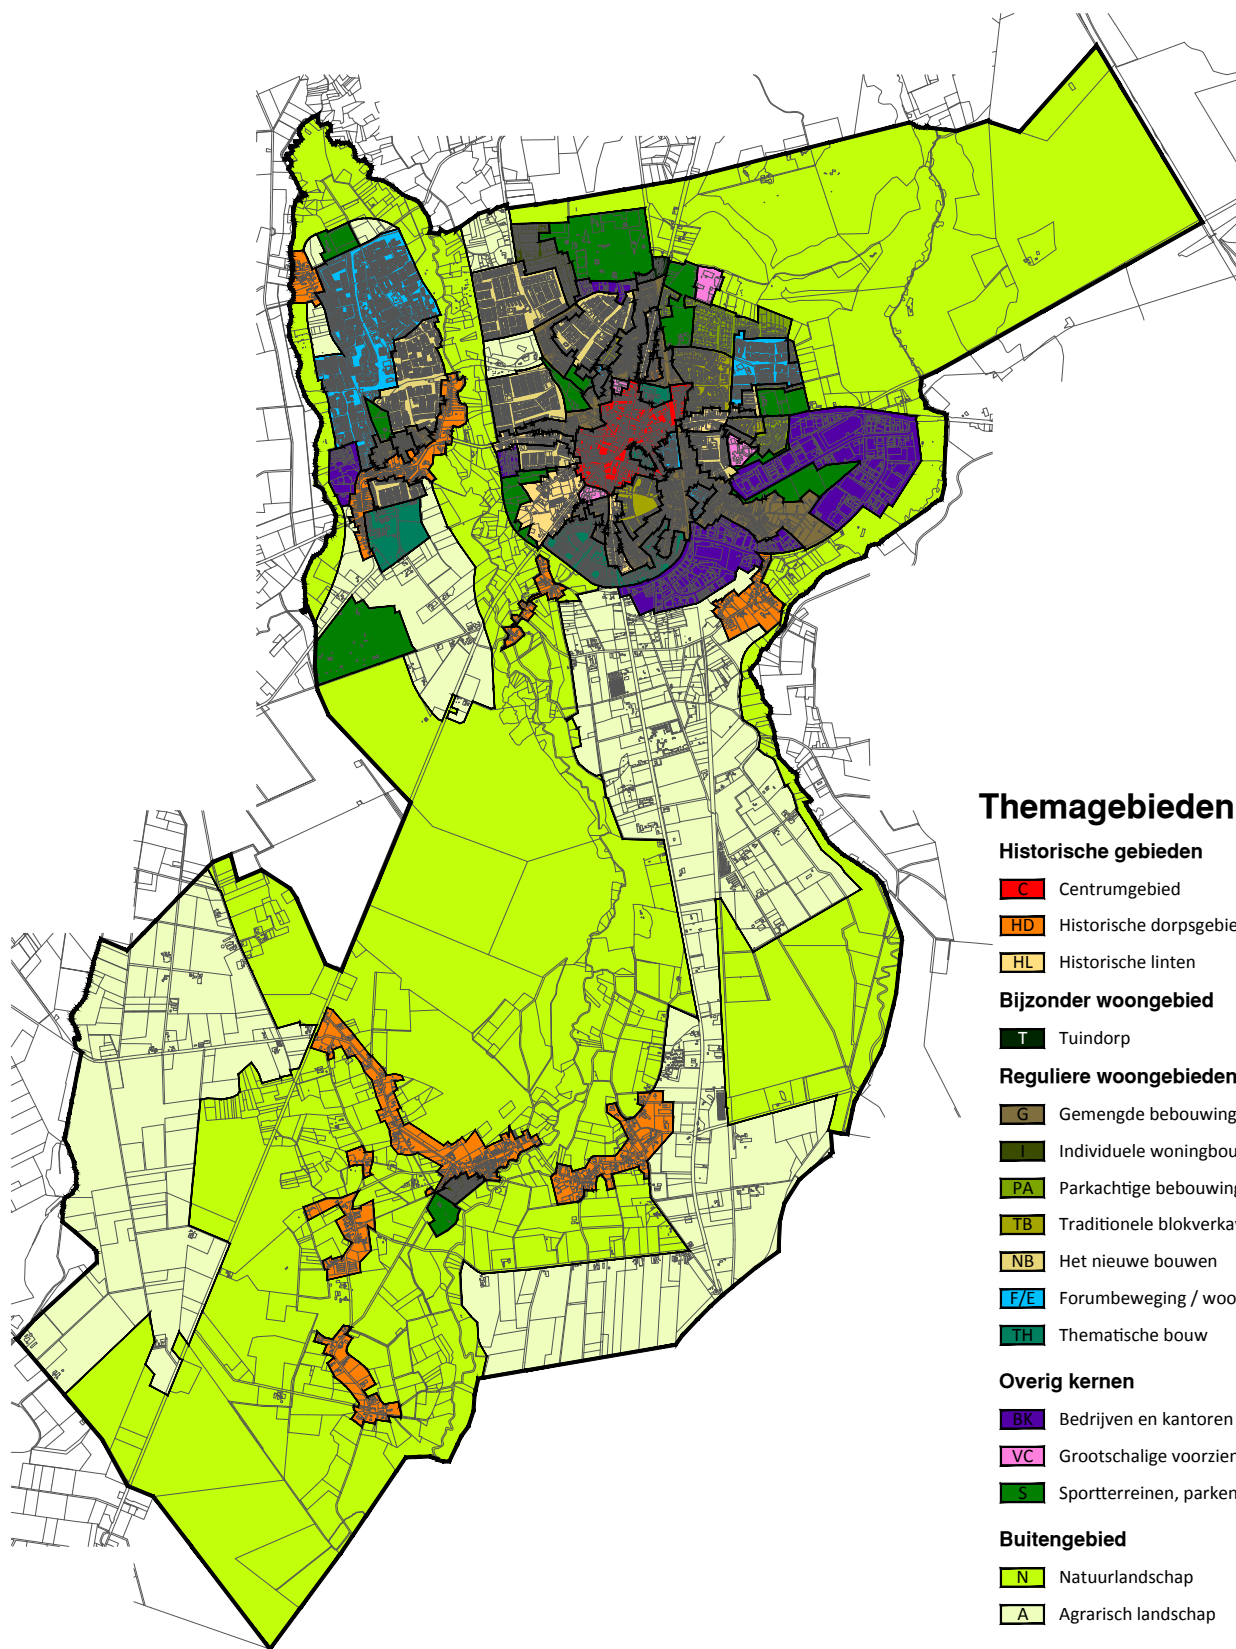 Themagebieden
Historische gebieden
C Centrumgebied
HD Historische dorpsgebie
HL Historische linten
Bijzonder woongebied
T Tuindorp
Reguliere woongebieden
G Gemengde bebouwing
I Individuele woningbou
PA Parkachtige bebouwing
TB Traditionele blokverka
NB Het nieuwe bouwen
F/E Forumbeweging / woo
TH Thematische bouw
Overig kernen
BK Bedrijven en kantoren
VC Grootschalige voorzien
S Sportterreinen, parken
Buitengebied
N Natuurlandschap
A Agrarisch landschap